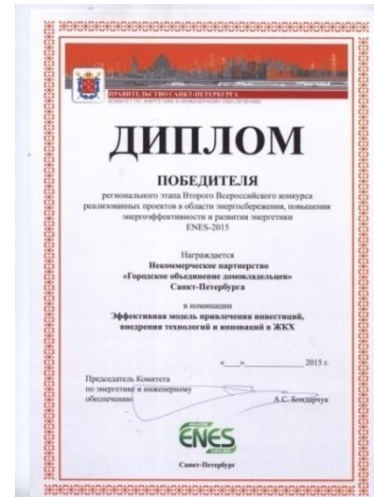 ПРАВИТЕЛЬСТВО САНКТ-ПЕТЕРБУРГА
КОМИТЕТ ПО ЭНЕРГЕТИКЕ И ИНЖЕНЕРНОМУ ОБЕСПЕЧЕНИЮ
ДИПЛОМ
ПОБЕДИТЕЛЯ
регионального этапа Второго Всероссийского конкурса
реализованных проектов в области энергосбережения, повышения
энергоэффективности и развития энергетики
ENES-2015
Награждается
Некоммерческое партнерство
«Городское объединение домовладельцев»
Санкт-Петербурга
в номинации
Эффективная модель привлечения инвестиций,
внедрения технологий и инноваций в ЖКХ
«___» ____________ 2015 г.
Председатель Комитета
по энергетике и инженерному
обеспечению А.С. Бондарчук
ENES
Санкт-Петербург